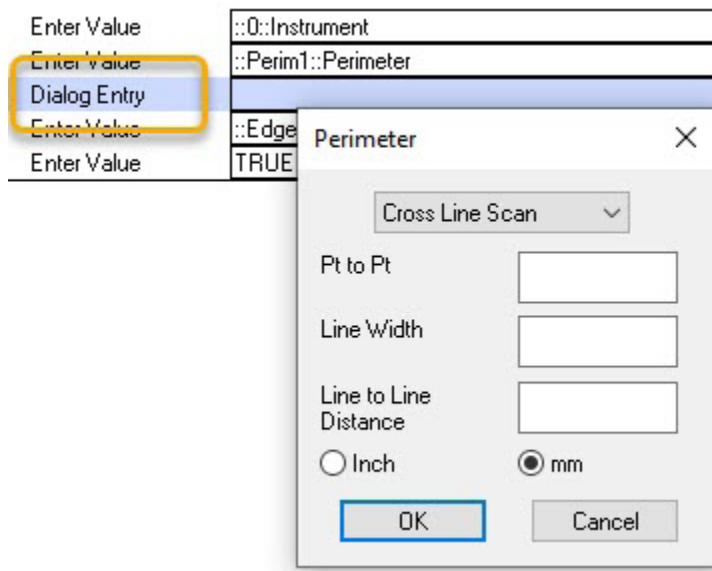 Enter Value ::0::Instrument
Enter Value ::Perim1::Perimeter
Dialog Entry
Enter Value ::Edge
Enter Value TRUE
Perimeter
Cross Line Scan
Pt to Pt
Line Width
Line to Line
Distance
Inch mm
OK Cancel